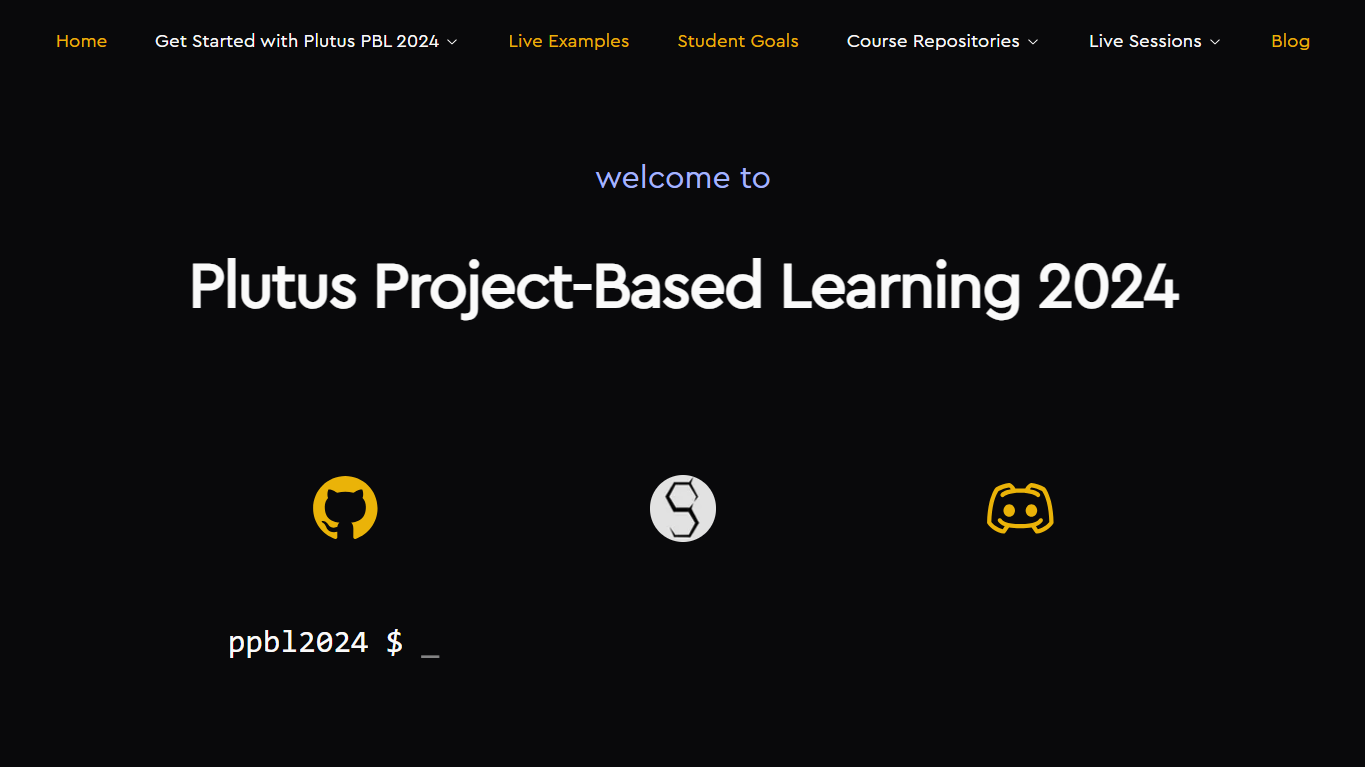 Home Get Started with Plutus PBL 2024 Live Examples Student Goals Course Repositories Live Sessions Blog
welcome to
Plutus Project-Based Learning 2024
ppbl2024 $ _